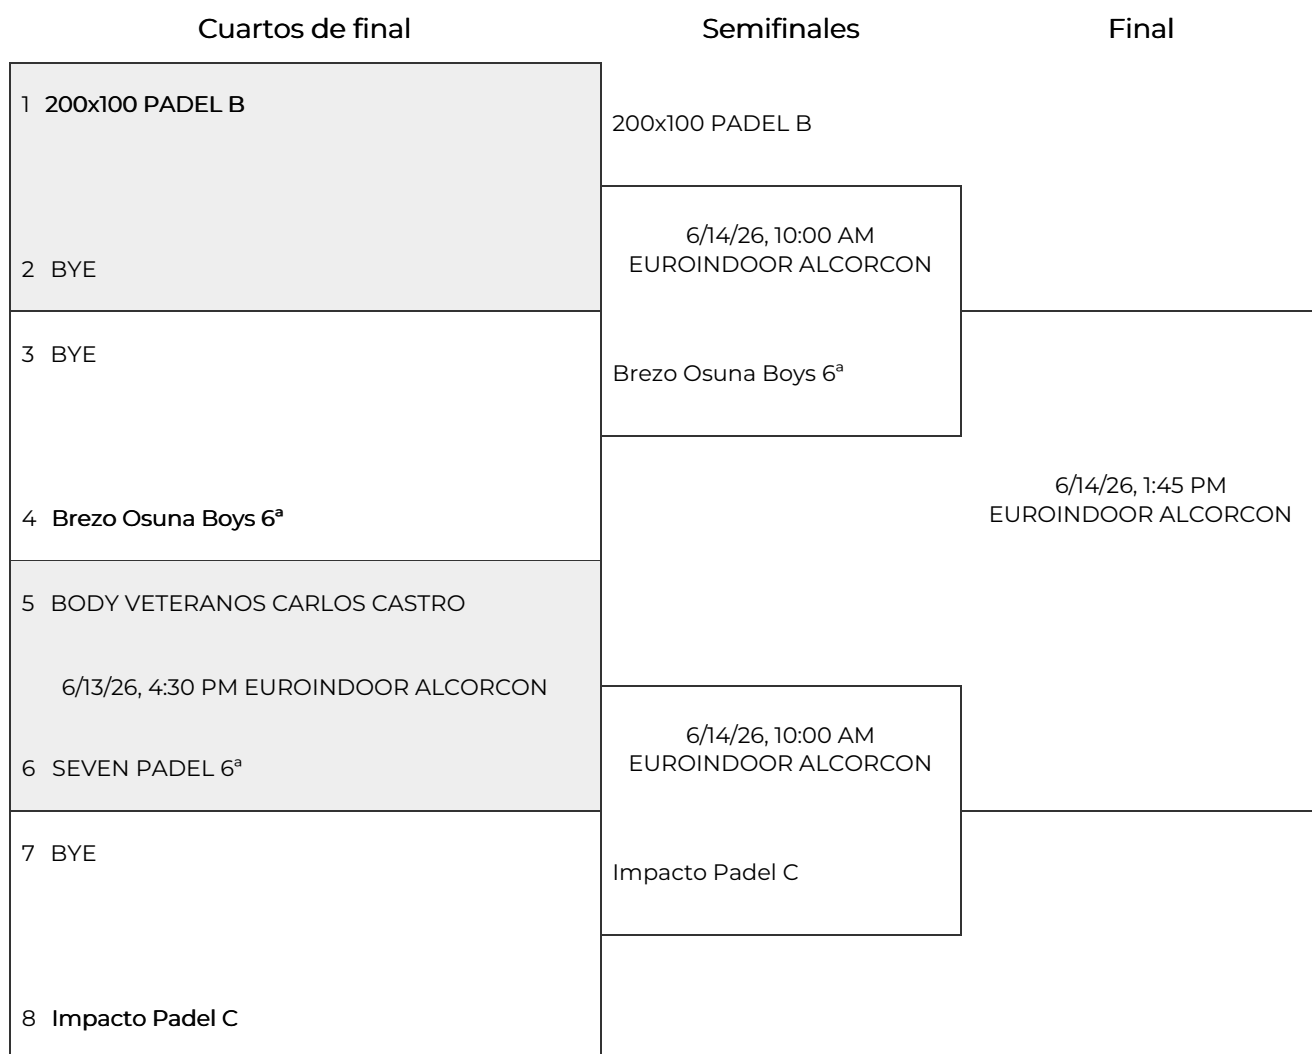 Cuartos de final
Semifinales
Final
1 200x100 PADEL B
2 BYE
3 BYE
4 Brezo Osuna Boys 6ª
5 BODY VETERANOS CARLOS CASTRO
6/13/26, 4:30 PM EUROINDOOR ALCORCON
6 SEVEN PADEL 6ª
7 BYE
8 Impacto Padel C
200x100 PADEL B
6/14/26, 10:00 AM
EUROINDOOR ALCORCON
Brezo Osuna Boys 6ª
6/14/26, 10:00 AM
EUROINDOOR ALCORCON
Impacto Padel C
6/14/26, 1:45 PM
EUROINDOOR ALCORCON